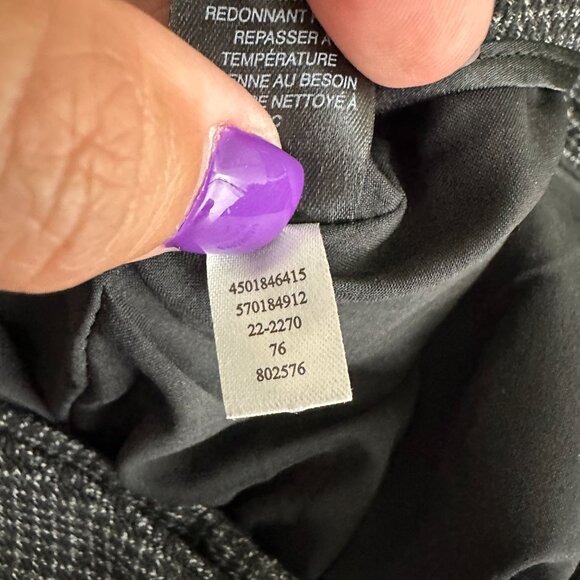 REDONNANT
REPASSER À
TEMPÉRATURE
AU BESOIN
NETTOYÉ À
4501846415
570184912
22-2270
76
802576